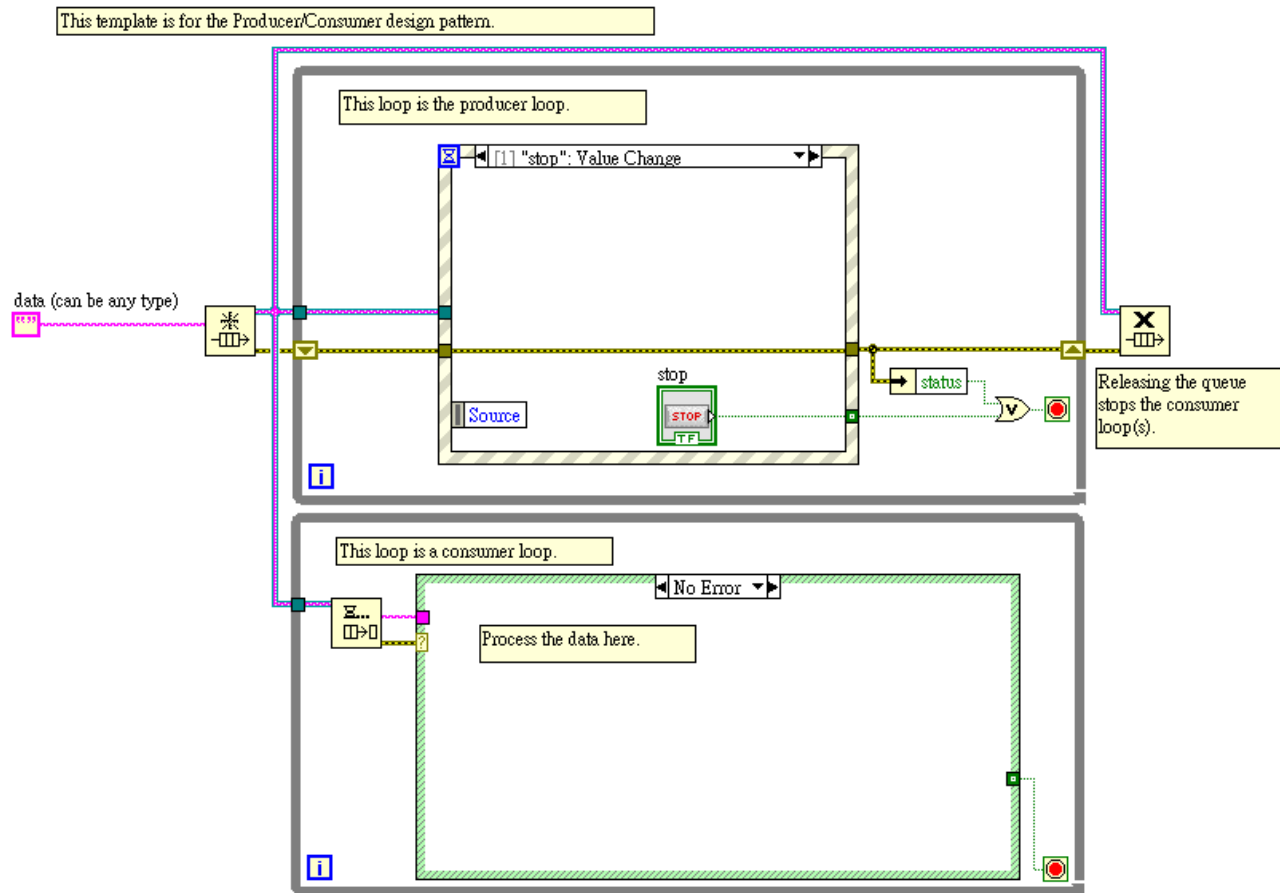 This template is for the Producer/Consumer design pattern.
This loop is the producer loop.
[1] "stop": Value Change
data (can be any type)
""
stop
STOP
TF
Source
status
V
X
Releasing the queue
stops the consumer
loop(s).
i
This loop is a consumer loop.
No Error
?
Process the data here.
i